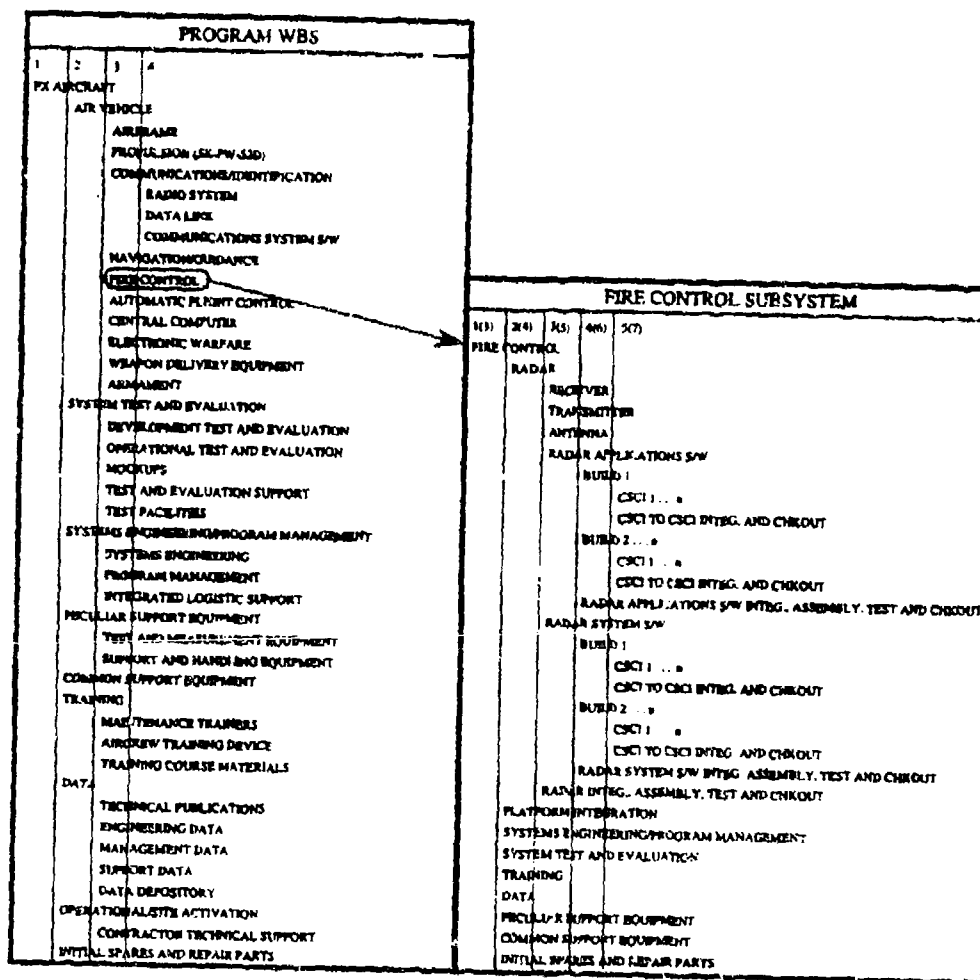 PROGRAM WBS
1 2 3 4
FX AIRCRAFT
AIR VEHICLE
AIRFRAME
PROPULSION
COMMUNICATIONS/IDENTIFICATION
RADIO SYSTEM
DATA LINK
COMMUNICATIONS SYSTEM S/W
NAVIGATION/GUIDANCE
FIRE CONTROL
AUTOMATIC FLIGHT CONTROL
CENTRAL COMPUTER
ELECTRONIC WARFARE
WEAPON DELIVERY EQUIPMENT
ARMAMENT
SYSTEM TEST AND EVALUATION
DEVELOPMENT TEST AND EVALUATION
OPERATIONAL TEST AND EVALUATION
MOCKUPS
TEST AND EVALUATION SUPPORT
TEST FACILITIES
SYSTEMS ENGINEERING/PROGRAM MANAGEMENT
SYSTEMS ENGINEERING
PROGRAM MANAGEMENT
INTEGRATED LOGISTIC SUPPORT
PECULIAR SUPPORT EQUIPMENT
TEST AND MEASUREMENT EQUIPMENT
SUPPORT AND HANDLING EQUIPMENT
COMMON SUPPORT EQUIPMENT
TRAINING
MAINTENANCE TRAINERS
AIRCREW TRAINING DEVICE
TRAINING COURSE MATERIALS
DATA
TECHNICAL PUBLICATIONS
ENGINEERING DATA
MANAGEMENT DATA
SUPPORT DATA
DATA DEPOSITORY
OPERATIONAL/SITE ACTIVATION
CONTRACTOR TECHNICAL SUPPORT
INITIAL SPARES AND REPAIR PARTS
FIRE CONTROL SUBSYSTEM
1(3) 2(4) 3(5) 4(6) 5(7)
FIRE CONTROL
RADAR
RECEIVER
TRANSMITTER
ANTENNA
RADAR APPLICATIONS S/W
BUILD 1
CSCI 1 . . . n
CSCI TO CSCI INTEG. AND CHKOUT
BUILD 2 . . . n
CSCI 1 . . . n
CSCI TO CSCI INTEG. AND CHKOUT
RADAR APPLICATIONS S/W INTEG., ASSEMBLY, TEST AND CHKOUT
RADAR SYSTEM S/W
BUILD 1
CSCI 1 . . . n
CSCI TO CSCI INTEG. AND CHKOUT
BUILD 2 . . . n
CSCI 1 . . . n
CSCI TO CSCI INTEG. AND CHKOUT
RADAR SYSTEM S/W INTEG. ASSEMBLY, TEST AND CHKOUT
RADAR INTEG., ASSEMBLY, TEST AND CHKOUT
PLATFORM INTEGRATION
SYSTEMS ENGINEERING/PROGRAM MANAGEMENT
SYSTEM TEST AND EVALUATION
TRAINING
DATA
PECULIAR SUPPORT EQUIPMENT
COMMON SUPPORT EQUIPMENT
INITIAL SPARES AND REPAIR PARTS